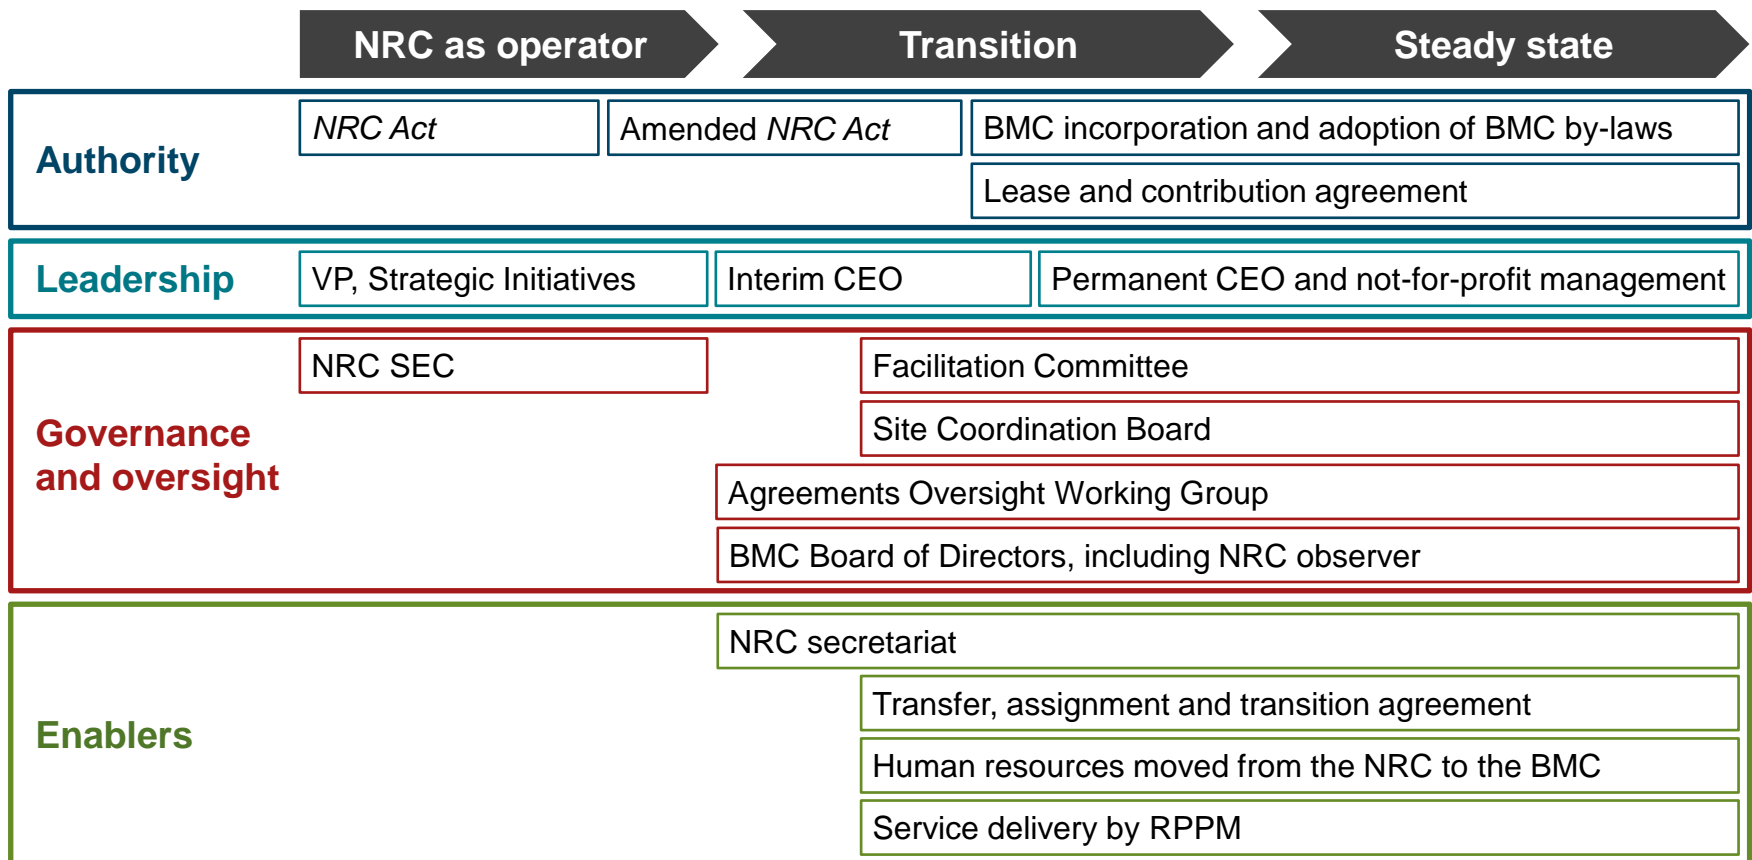 NRC as operator
Transition
Steady state
Authority
NRC Act
Amended NRC Act
BMC incorporation and adoption of BMC by-laws
Lease and contribution agreement
Leadership
VP, Strategic Initiatives
Interim CEO
Permanent CEO and not-for-profit management
Governance
and oversight
NRC SEC
Facilitation Committee
Site Coordination Board
Agreements Oversight Working Group
BMC Board of Directors, including NRC observer
Enablers
NRC secretariat
Transfer, assignment and transition agreement
Human resources moved from the NRC to the BMC
Service delivery by RPPM